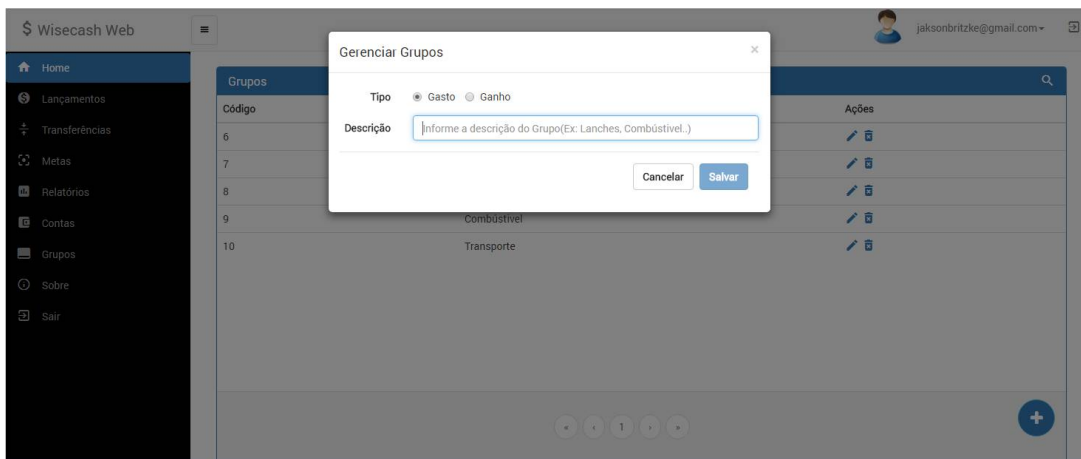 $ Wisecash Web
jaksonbritzke@gmail.com
Home
Lançamentos
Transferências
Metas
Relatórios
Contas
Grupos
Sobre
Sair
Gerenciar Grupos
×
Tipo Gasto Ganho
Descrição Informe a descrição do Grupo(Ex: Lanches, Combústivel..)
Cancelar Salvar
Grupos
Código Ações
6
7
8
9 Combústivel
10 Transporte
« ‹ 1 › »